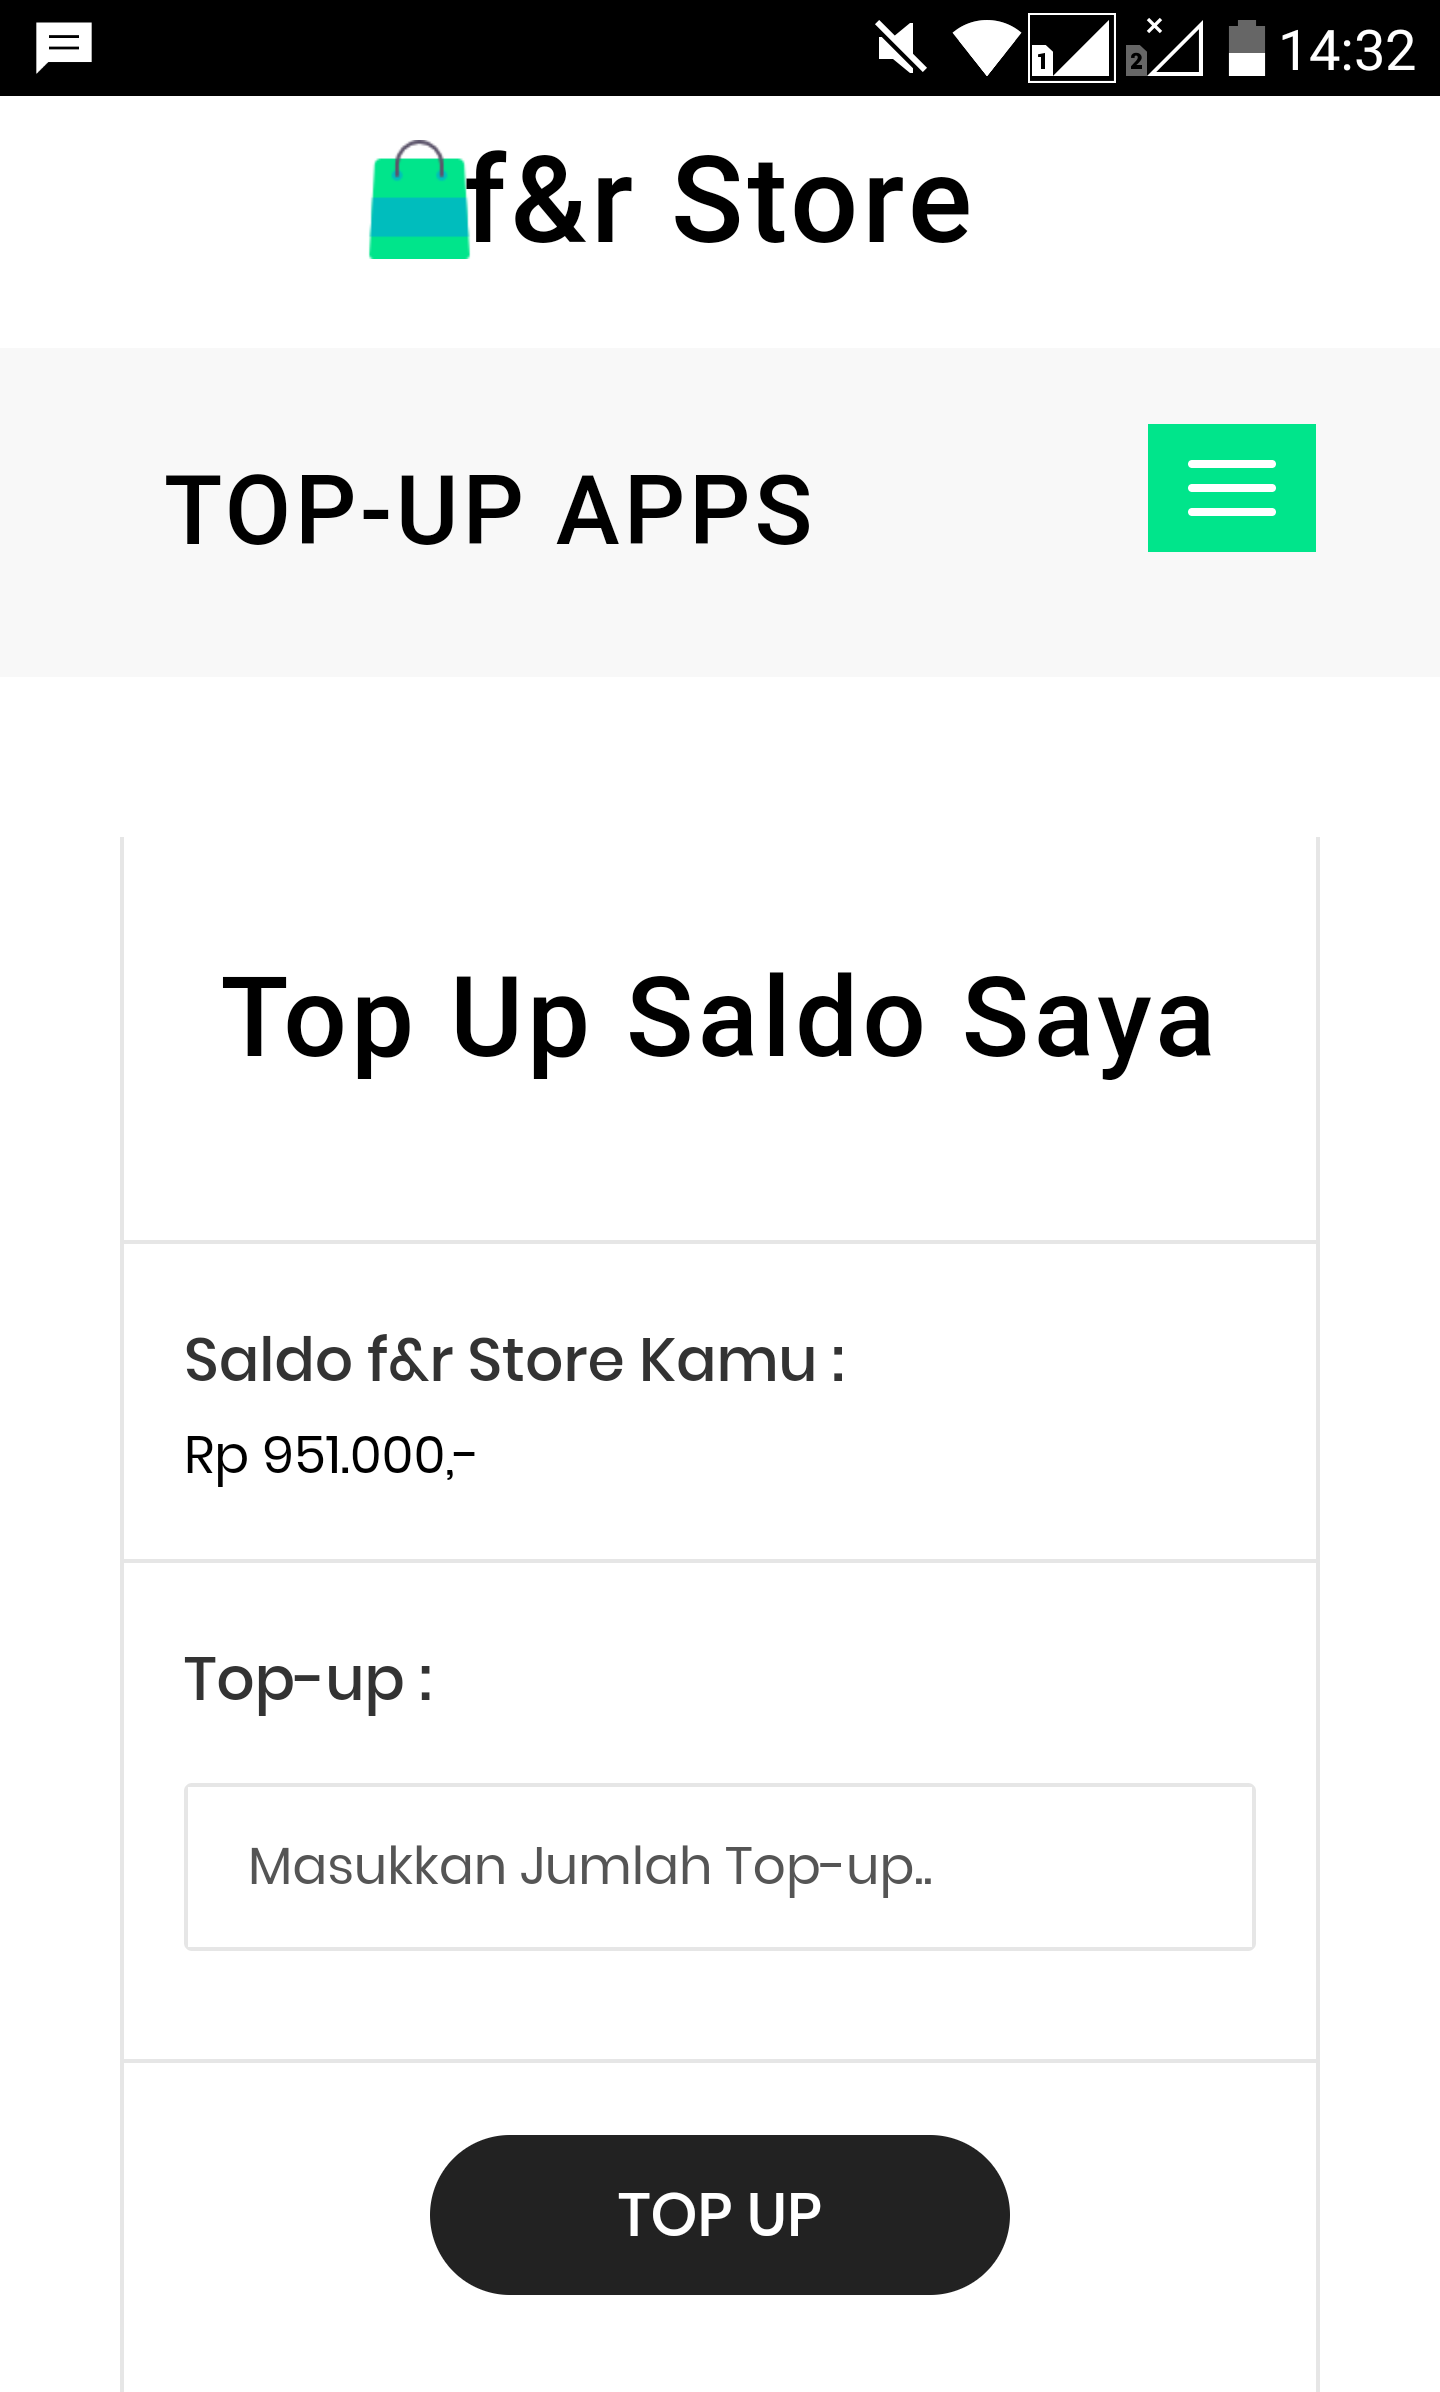 1 2 14:32
f&r Store
TOP-UP APPS
Top Up Saldo Saya
Saldo f&r Store Kamu :
Rp 951.000,-
Top-up :
Masukkan Jumlah Top-up..
TOP UP